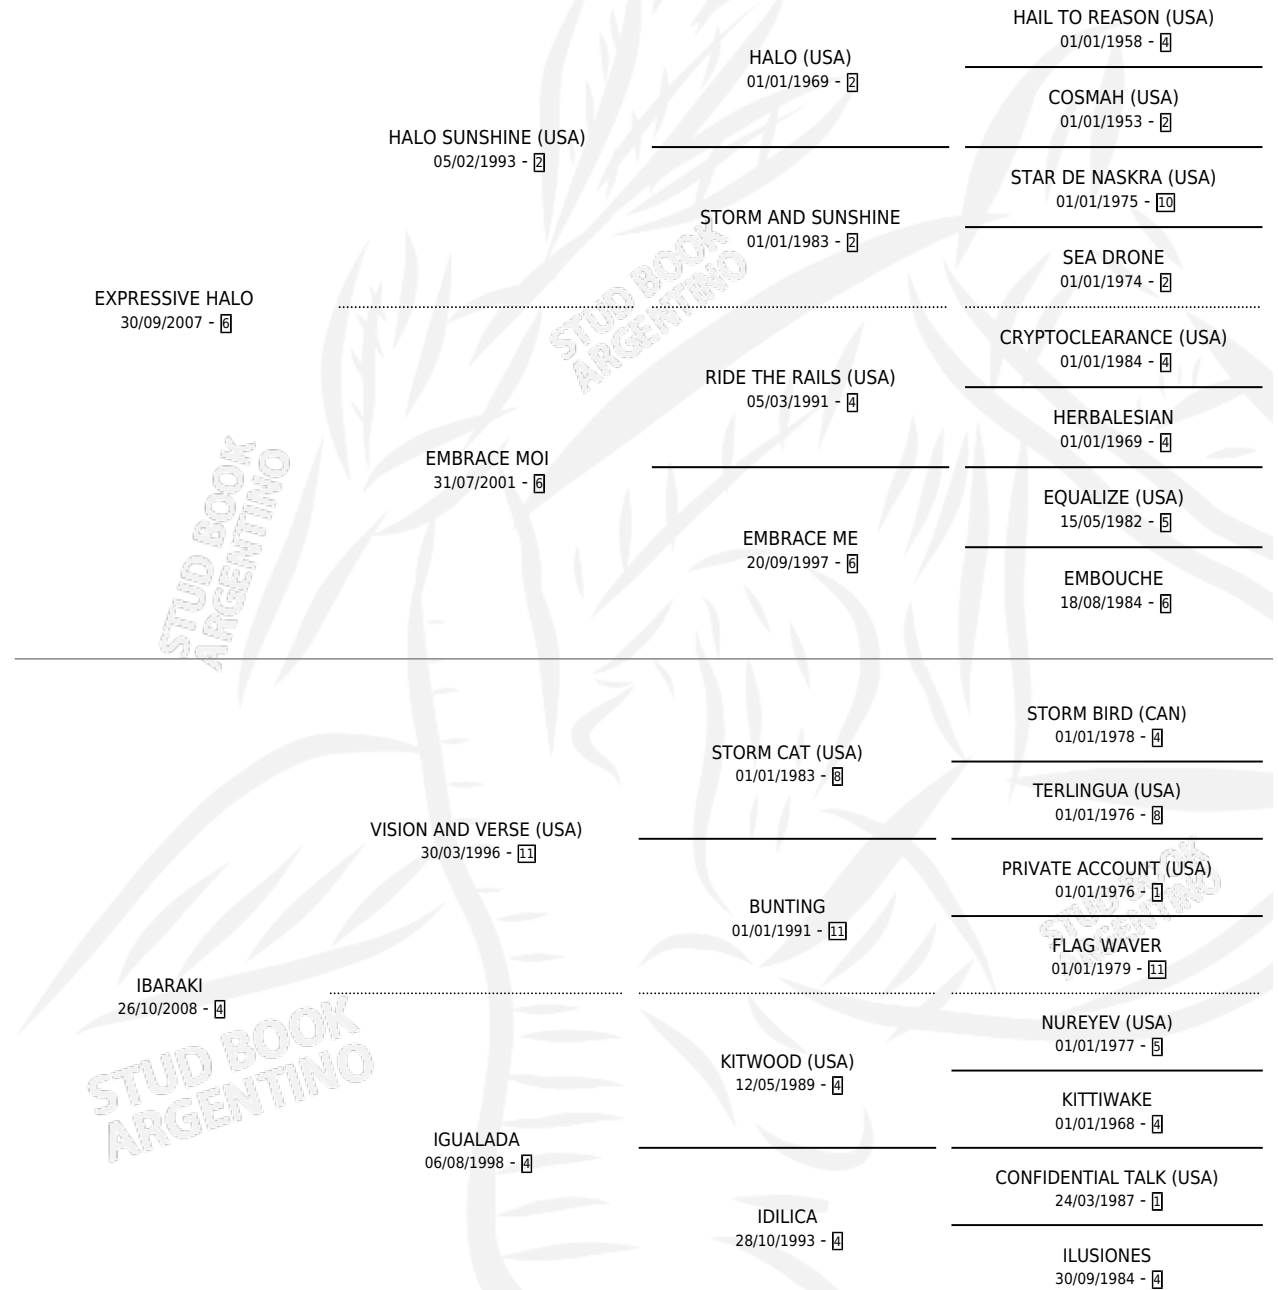 HAIL TO REASON (USA)
01/01/1958 - 4
HALO (USA)
01/01/1969 - 2
COSMAH (USA)
01/01/1953 - 2
HALO SUNSHINE (USA)
05/02/1993 - 2
STAR DE NASKRA (USA)
01/01/1975 - 10
STORM AND SUNSHINE
01/01/1983 - 2
SEA DRONE
01/01/1974 - 2
EXPRESSIVE HALO
30/09/2007 - 6
CRYPTOCLEARANCE (USA)
01/01/1984 - 4
RIDE THE RAILS (USA)
05/03/1991 - 4
HERBALESIAN
01/01/1969 - 4
EMBRACE MOI
31/07/2001 - 6
EQUALIZE (USA)
15/05/1982 - 5
EMBRACE ME
20/09/1997 - 6
EMBOUCHE
18/08/1984 - 6
STUD BOOK
ARGENTINO
STUD BOOK
ARGENTINO
STORM BIRD (CAN)
01/01/1978 - 4
STORM CAT (USA)
01/01/1983 - 8
TERLINGUA (USA)
01/01/1976 - 8
VISION AND VERSE (USA)
30/03/1996 - 11
PRIVATE ACCOUNT (USA)
01/01/1976 - 1
BUNTING
01/01/1991 - 11
FLAG WAVER
01/01/1979 - 11
STUD BOOK
ARGENTINO
IBARAKI
26/10/2008 - 4
NUREYEV (USA)
01/01/1977 - 5
KITWOOD (USA)
12/05/1989 - 4
KITTIWAKE
01/01/1968 - 4
STUD BOOK
ARGENTINO
IGUALADA
06/08/1998 - 4
CONFIDENTIAL TALK (USA)
24/03/1987 - 1
IDILICA
28/10/1993 - 4
ILUSIONES
30/09/1984 - 4